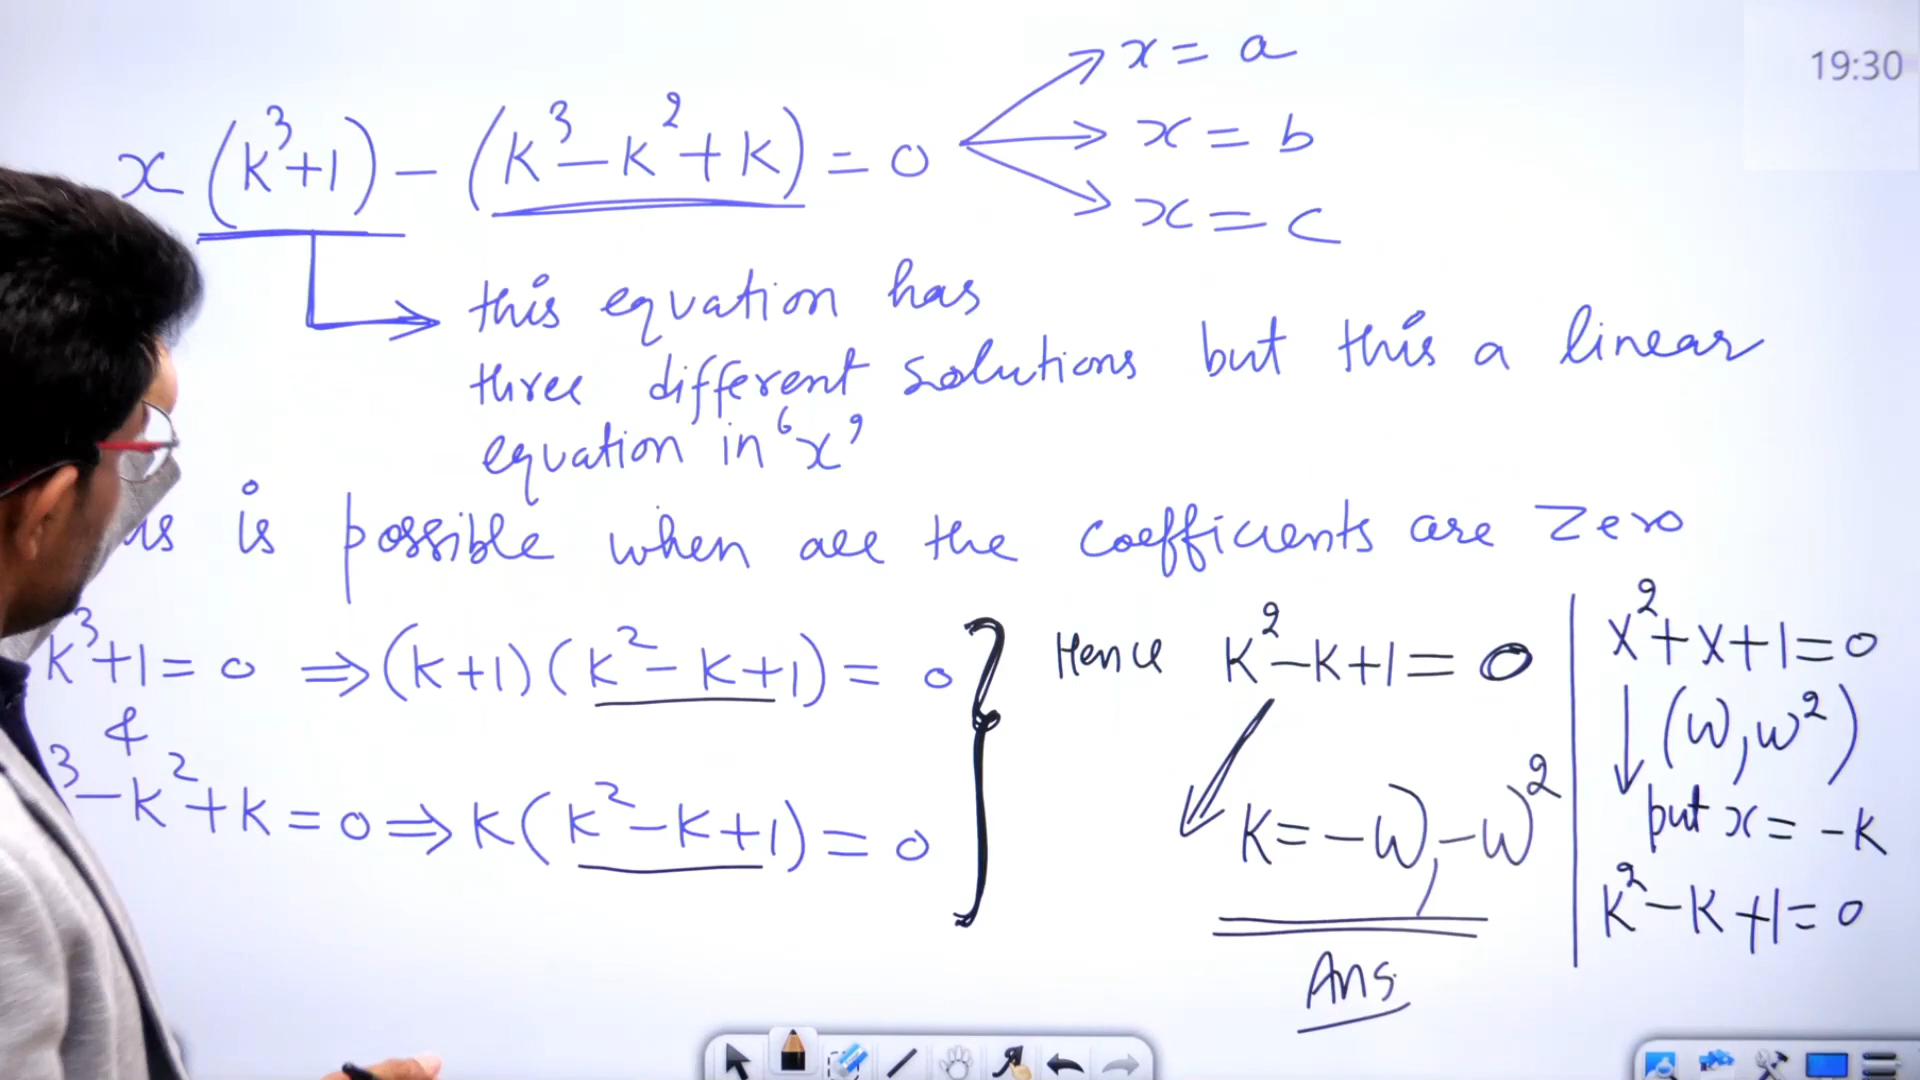 19:30
x(k³+1) - (k³-k²+k) = 0
x = a
x = b
x = c
this equation has
three different solutions but this a linear
equation in 'x'
is possible when all the coefficients are zero
k³+1 = 0 ⇒ (k+1)(k²-k+1) = 0
&
³-k²+k = 0 ⇒ k(k²-k+1) = 0
Hence k²-k+1 = 0
k = -ω, -ω²
Ans
x²+x+1=0
(ω, ω²)
put x = -k
k²-k+1=0